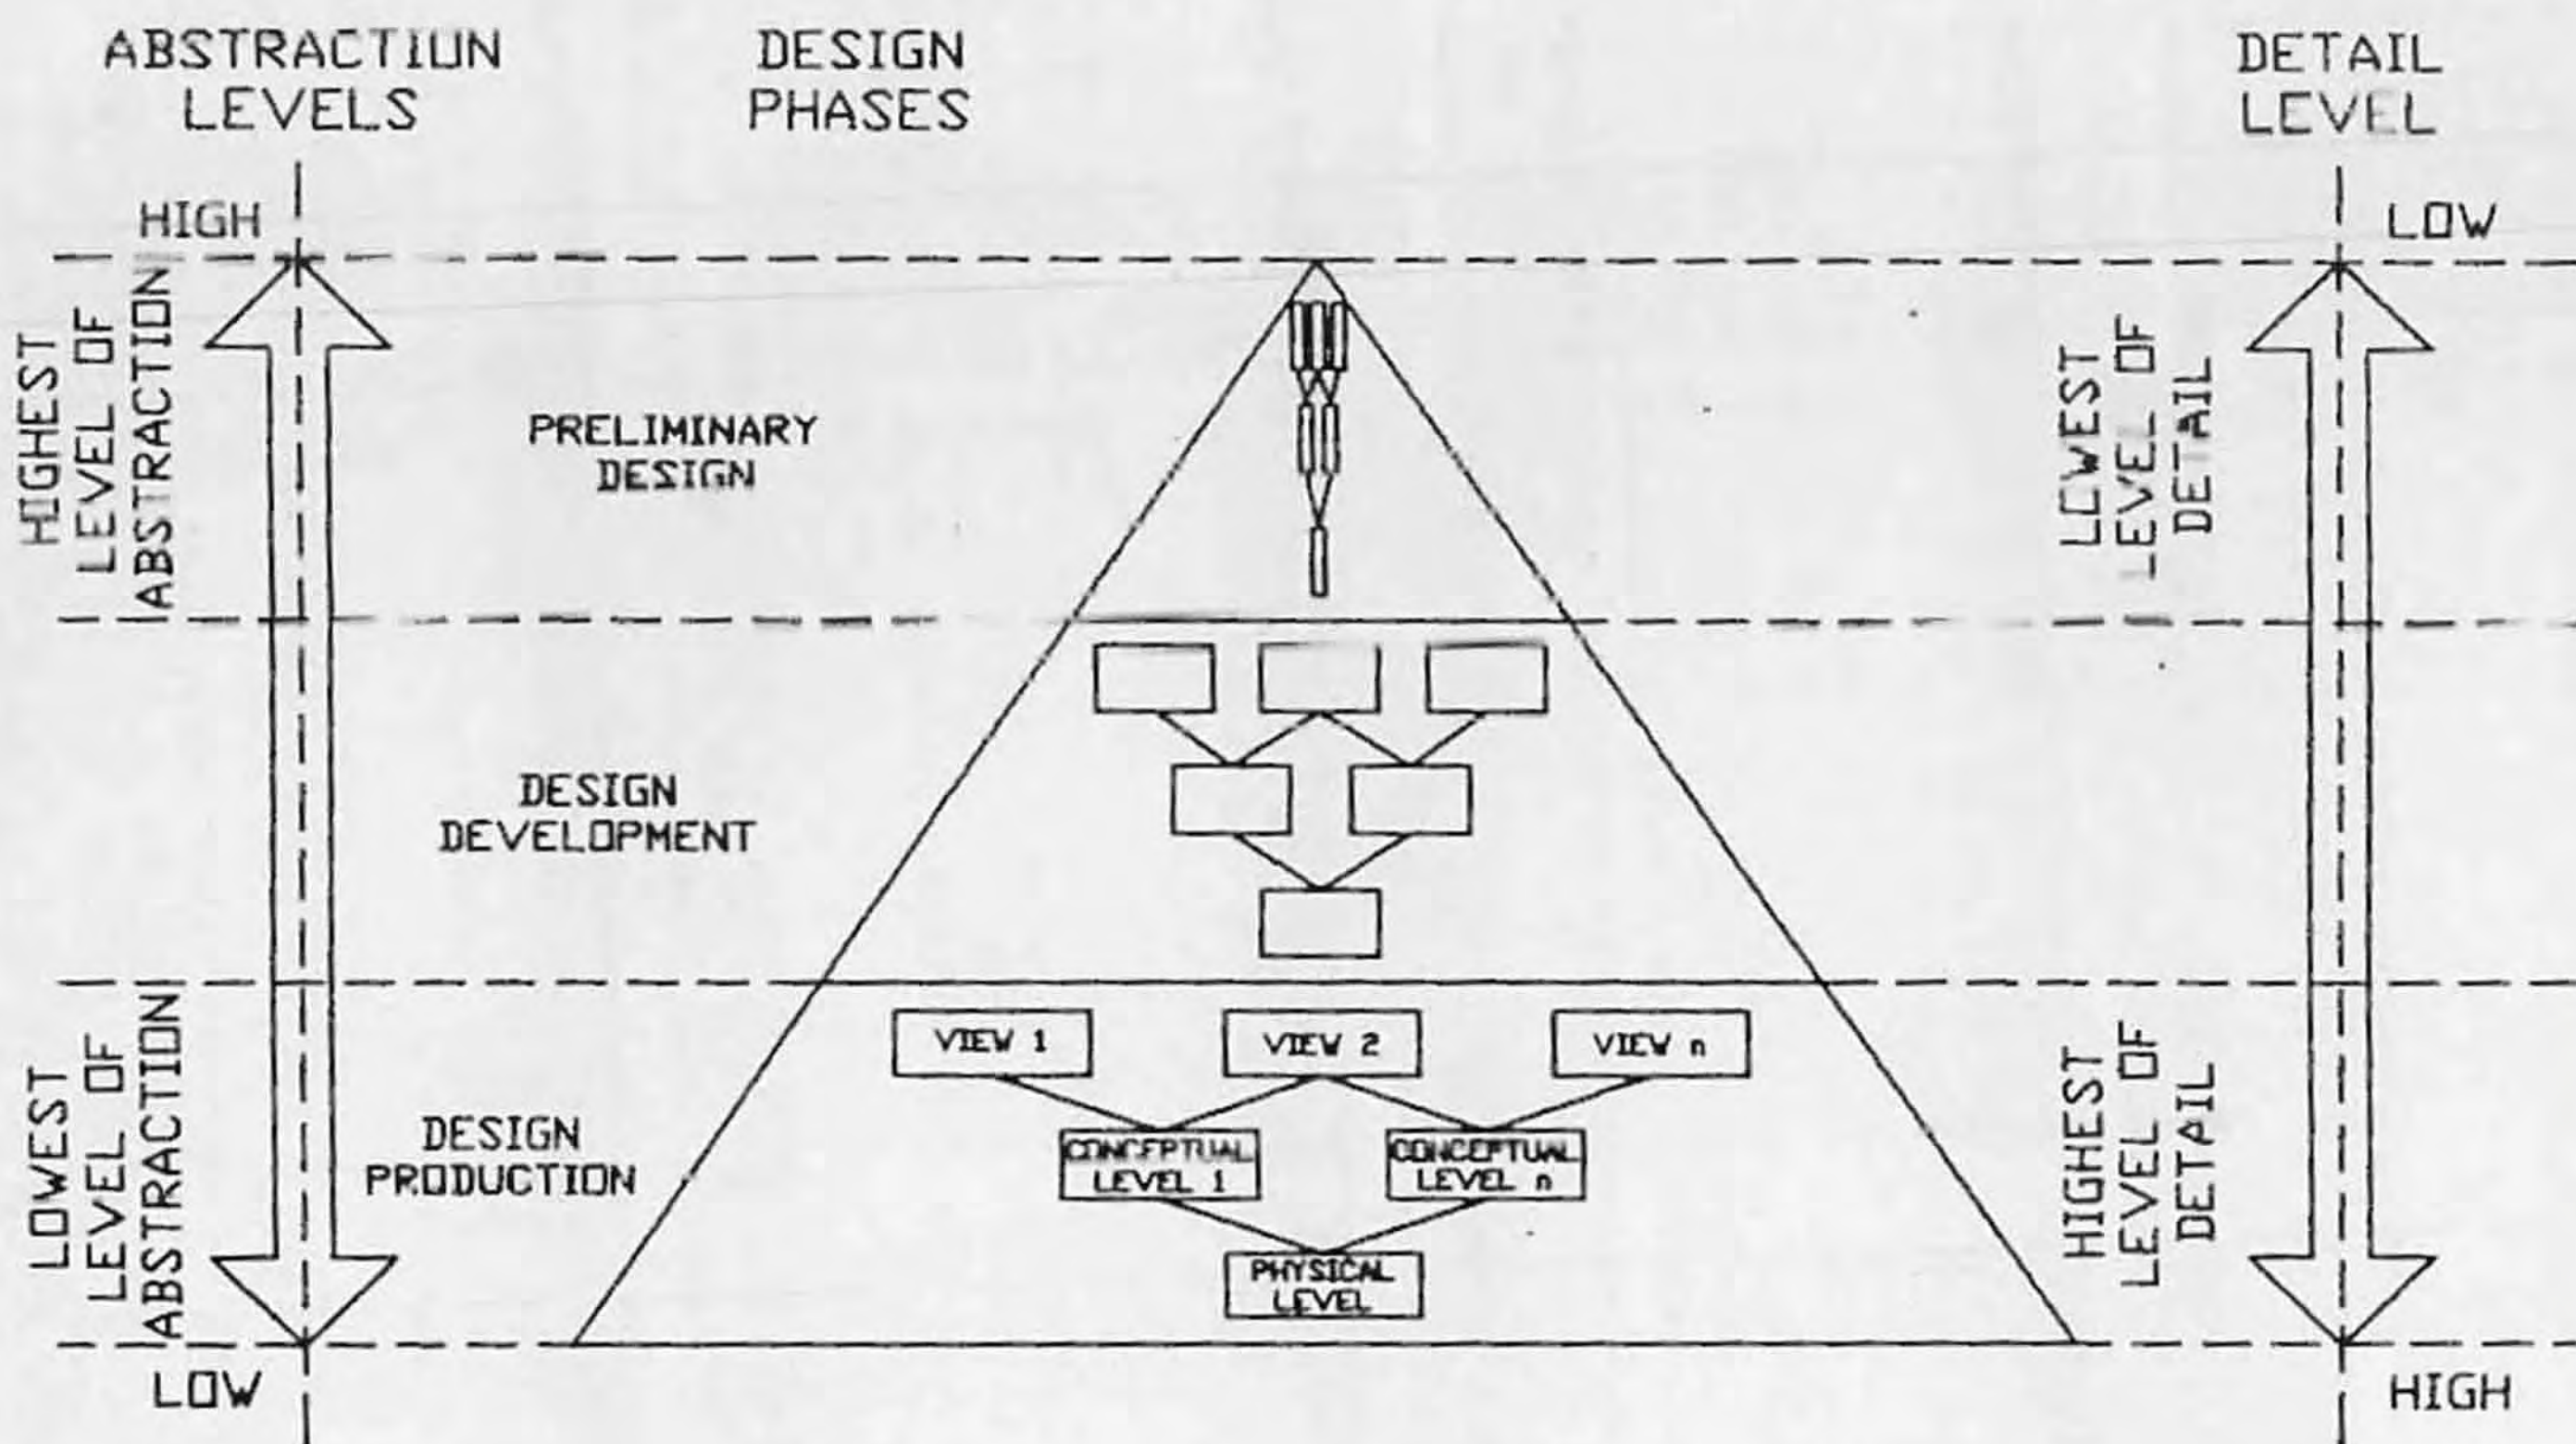 ABSTRACTION
LEVELS
DESIGN
PHASES
DETAIL
LEVEL
HIGH
LOW
HIGHEST
LEVEL OF
ABSTRACTION
PRELIMINARY
DESIGN
LOWEST
LEVEL OF
DETAIL
DESIGN
DEVELOPMENT
LOWEST
LEVEL OF
ABSTRACTION
DESIGN
PRODUCTION
VIEW 1
VIEW 2
VIEW n
CONCEPTUAL
LEVEL 1
CONCEPTUAL
LEVEL n
PHYSICAL
LEVEL
HIGHEST
LEVEL OF
DETAIL
LOW
HIGH